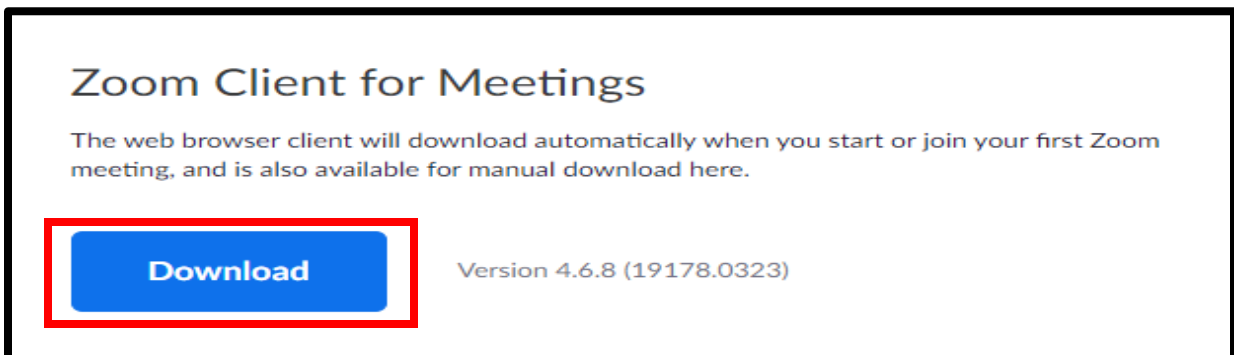 Zoom Client for Meetings
The web browser client will download automatically when you start or join your first Zoom
meeting, and is also available for manual download here.
Download
Version 4.6.8 (19178.0323)